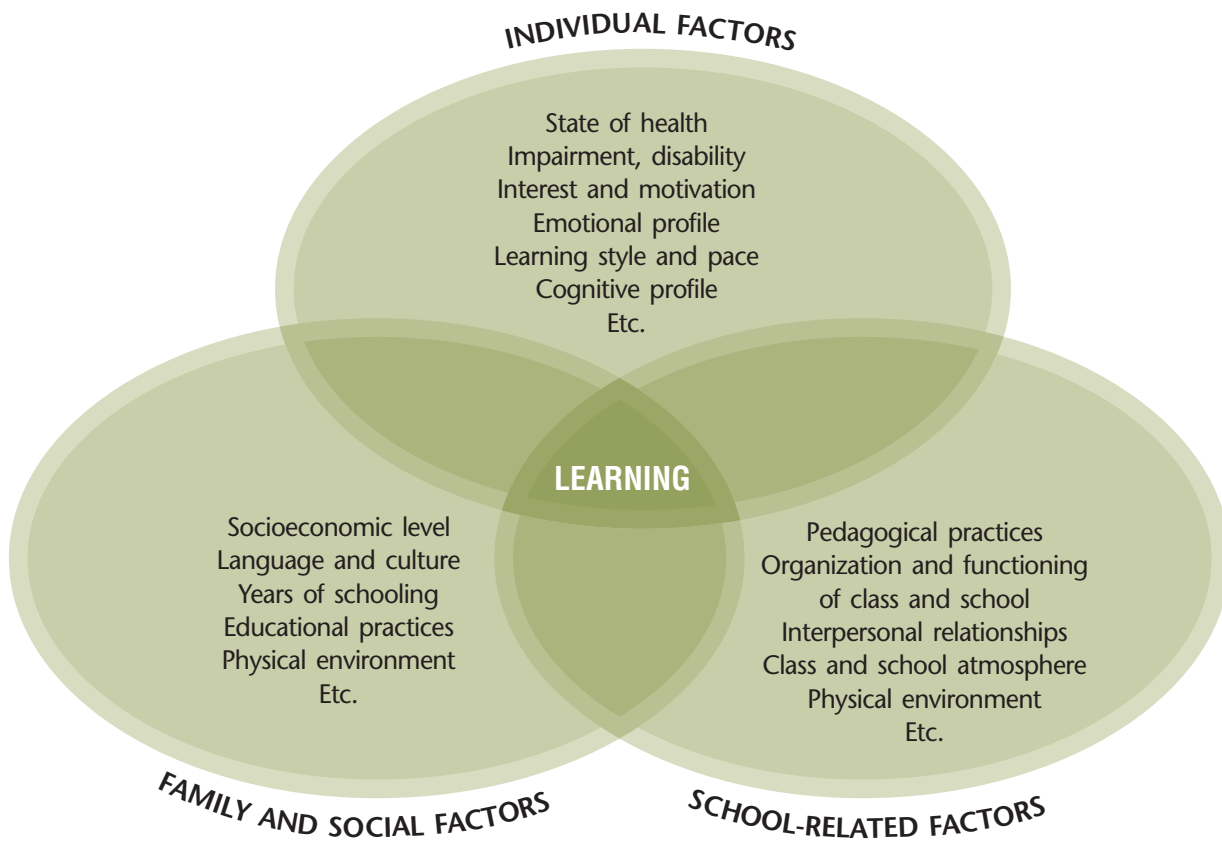 INDIVIDUAL FACTORS
State of health
Impairment, disability
Interest and motivation
Emotional profile
Learning style and pace
Cognitive profile
Etc.
LEARNING
Socioeconomic level
Language and culture
Years of schooling
Educational practices
Physical environment
Etc.
Pedagogical practices
Organization and functioning
of class and school
Interpersonal relationships
Class and school atmosphere
Physical environment
Etc.
FAMILY AND SOCIAL FACTORS
SCHOOL-RELATED FACTORS